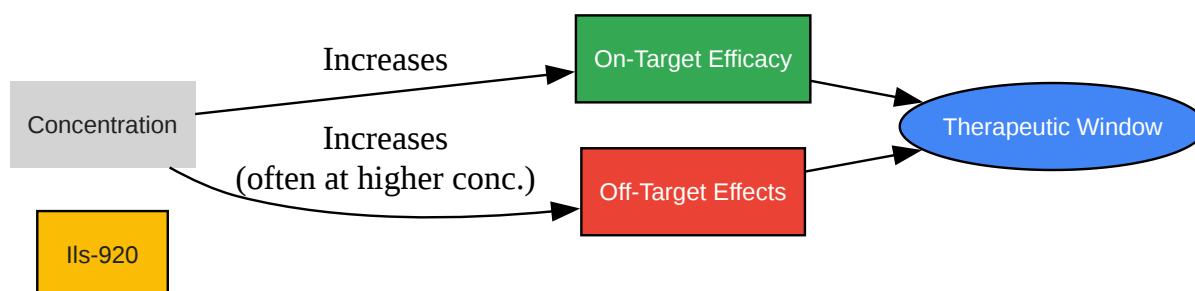 Increases
On-Target Efficacy
Concentration
Therapeutic Window
Increases
(often at higher conc.)
Off-Target Effects
Ils-920